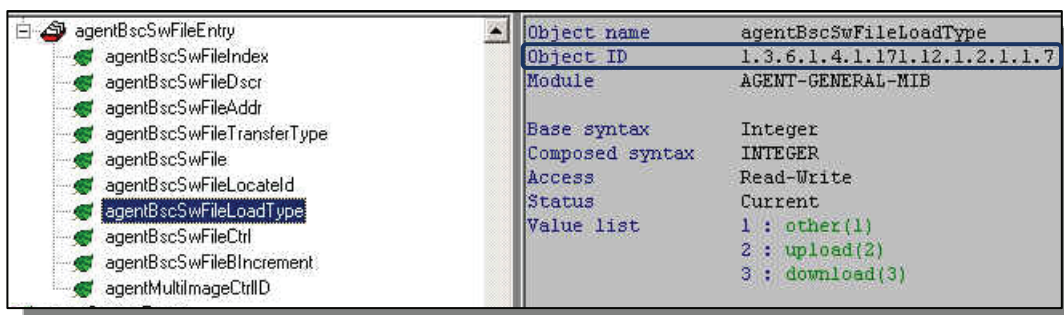 agentBscSwFileEntry
agentBscSwFileIndex
agentBscSwFileDscr
agentBscSwFileAddr
agentBscSwFileTransferType
agentBscSwFile
agentBscSwFileLocateId
agentBscSwFileLoadType
agentBscSwFileCtrl
agentBscSwFileBIncrement
agentMultiImageCtrlID
Object name agentBscSwFileLoadType
Object ID 1.3.6.1.4.1.171.12.1.2.1.1.7
Module AGENT-GENERAL-MIB
Base syntax Integer
Composed syntax INTEGER
Access Read-Write
Status Current
Value list 1 : other(1)
2 : upload(2)
3 : download(3)